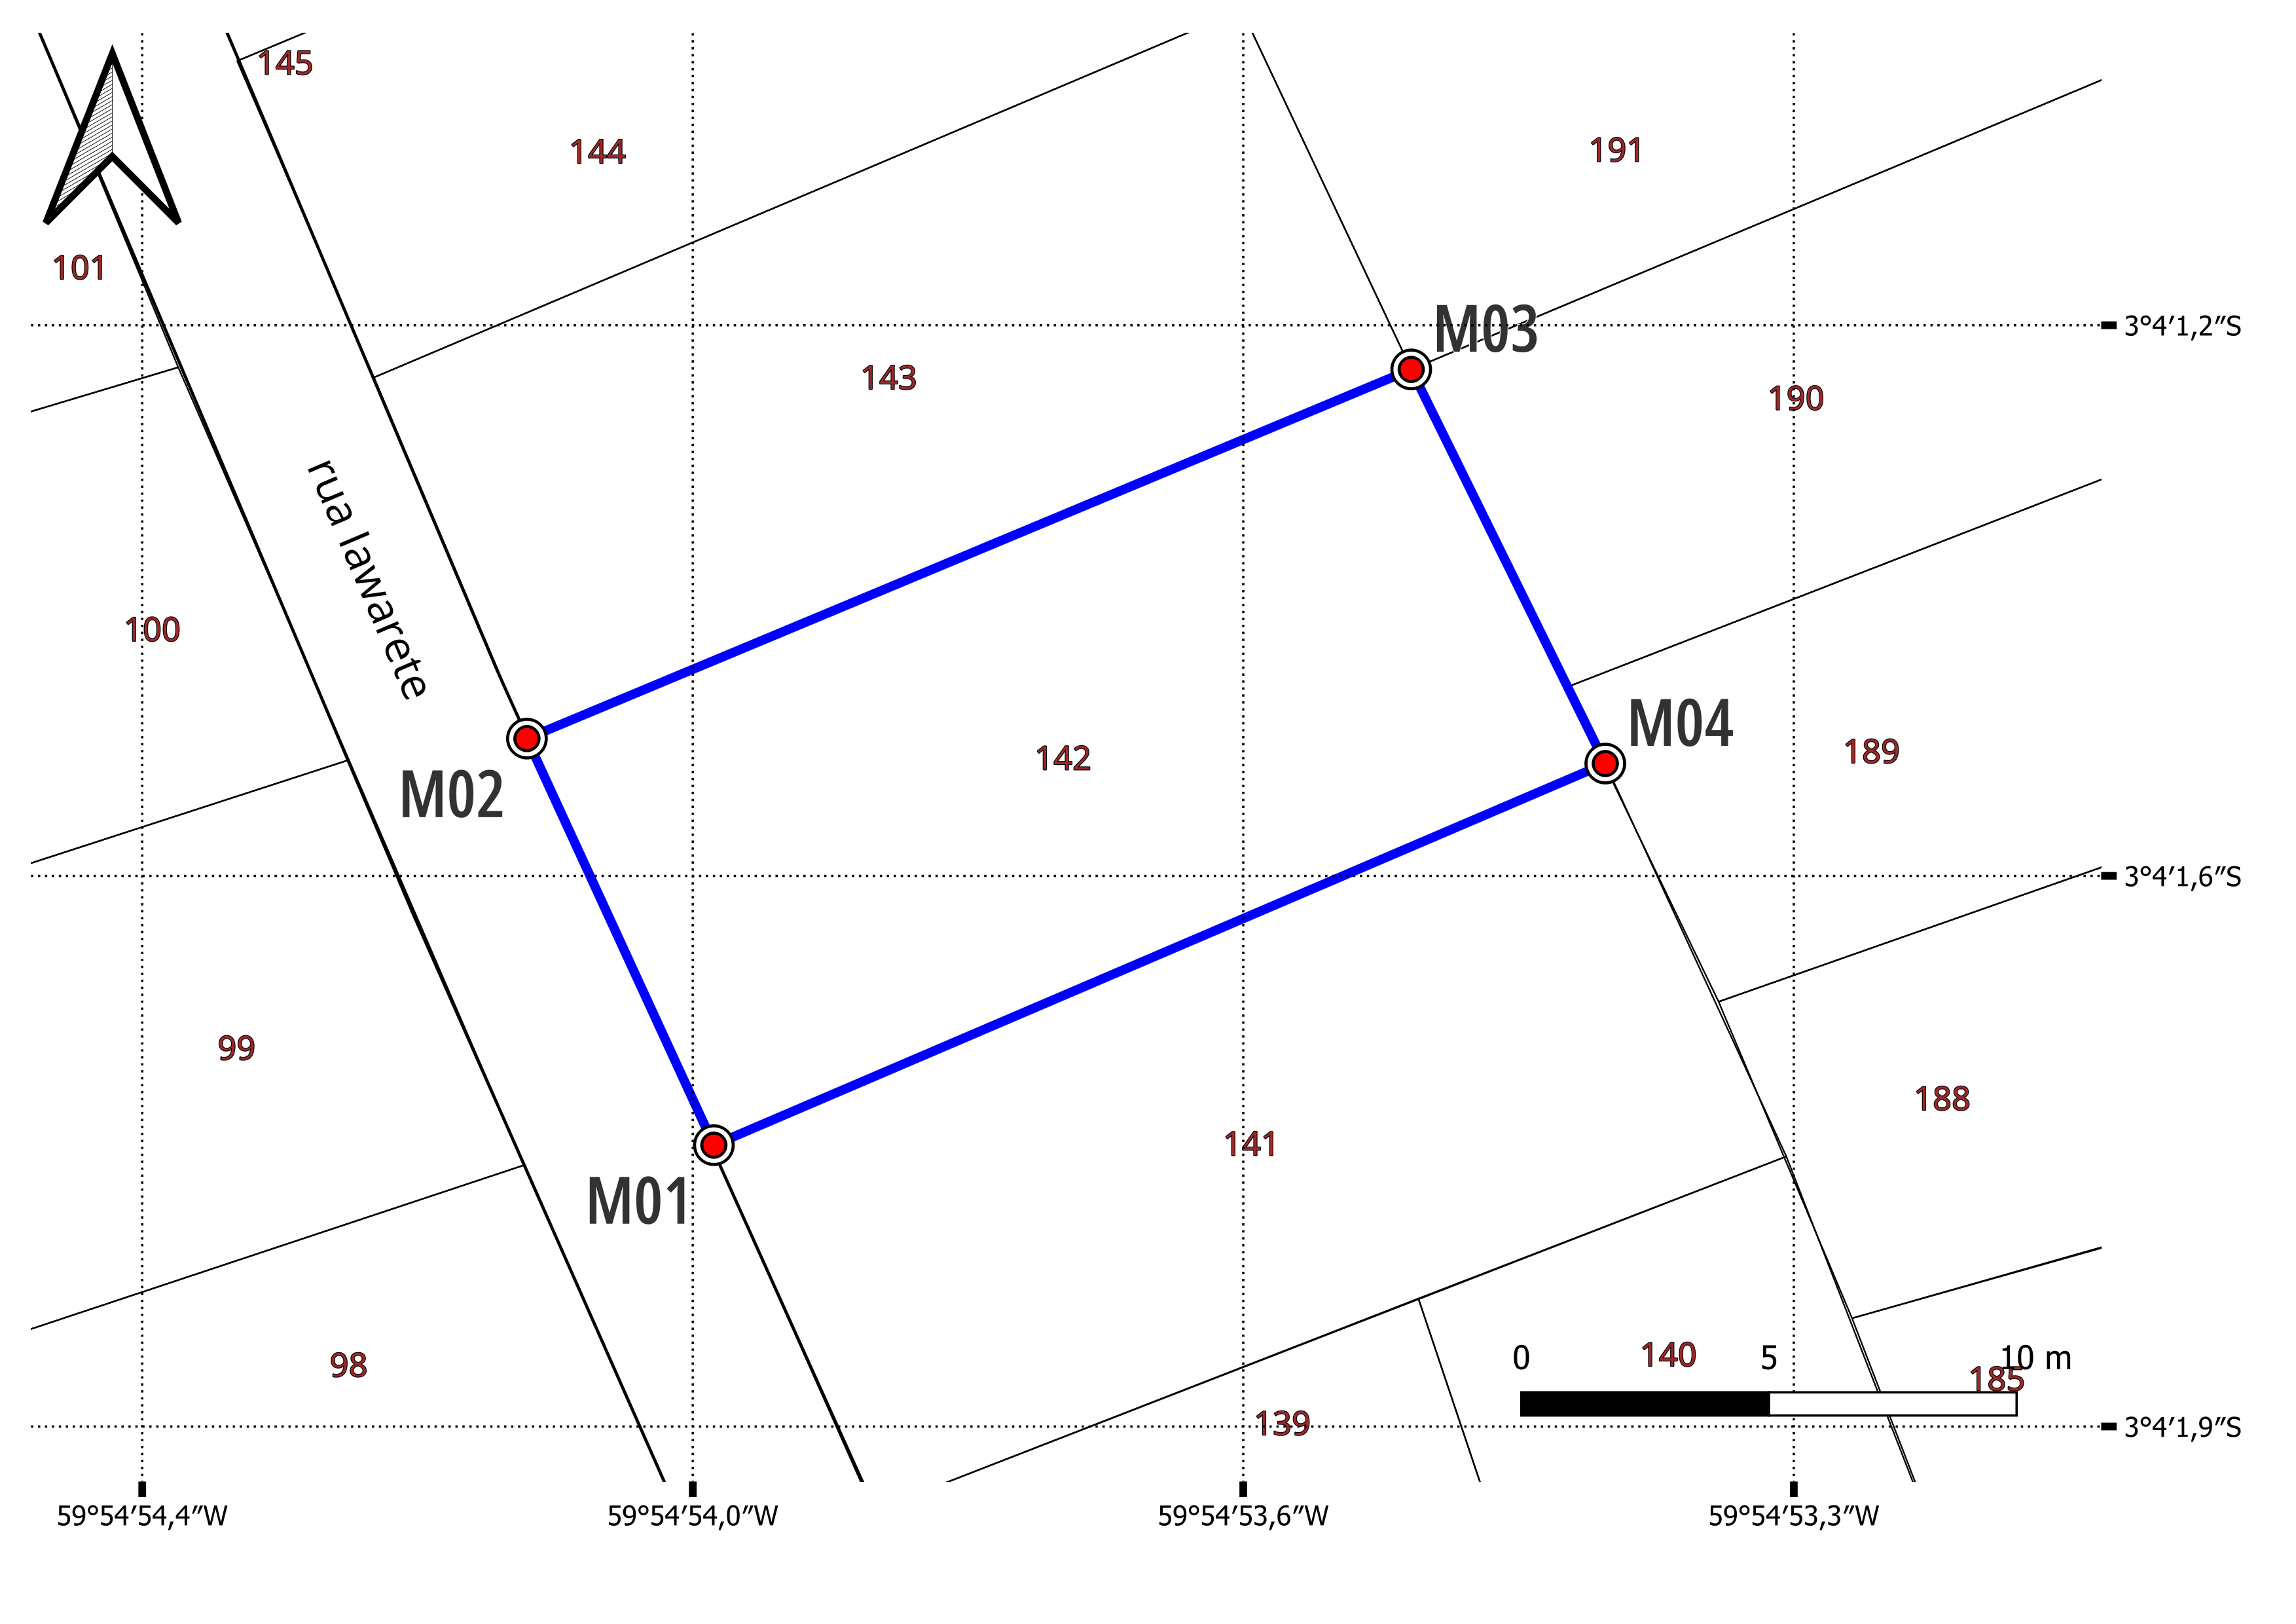 145
144
191
101
M03
3°4′1,2″S
143
190
rua Iawarete
100
M04
M02
142
189
3°4′1,6″S
99
188
141
M01
98
140
0 5 10 m
185
139
3°4′1,9″S
59°54′54,4″W 59°54′54,0″W 59°54′53,6″W 59°54′53,3″W